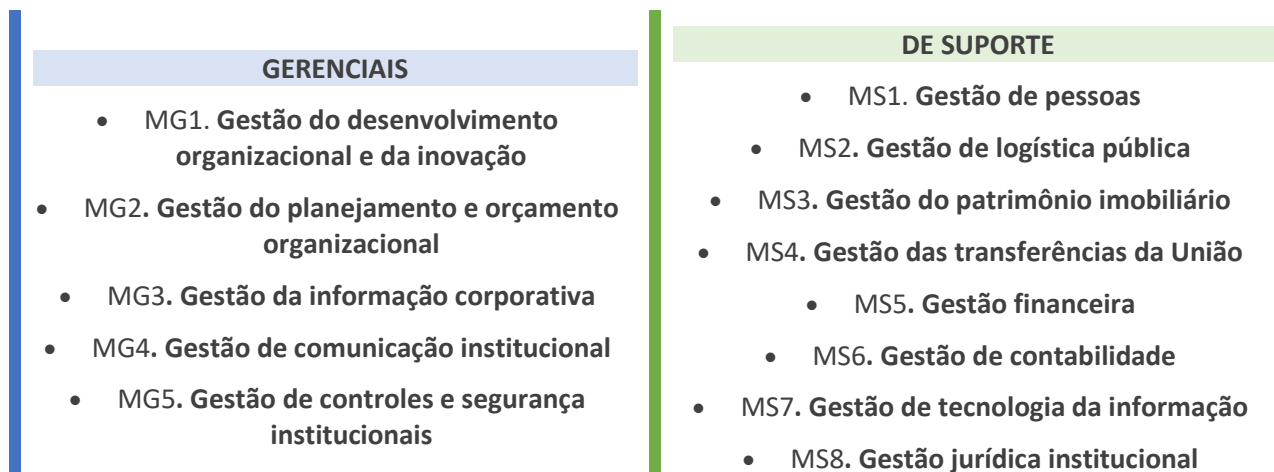 GERENCIAIS
• MG1. Gestão do desenvolvimento
organizacional e da inovação
• MG2. Gestão do planejamento e orçamento
organizacional
• MG3. Gestão da informação corporativa
• MG4. Gestão de comunicação institucional
• MG5. Gestão de controles e segurança
institucionais
DE SUPORTE
• MS1. Gestão de pessoas
• MS2. Gestão de logística pública
• MS3. Gestão do patrimônio imobiliário
• MS4. Gestão das transferências da União
• MS5. Gestão financeira
• MS6. Gestão de contabilidade
• MS7. Gestão de tecnologia da informação
• MS8. Gestão jurídica institucional